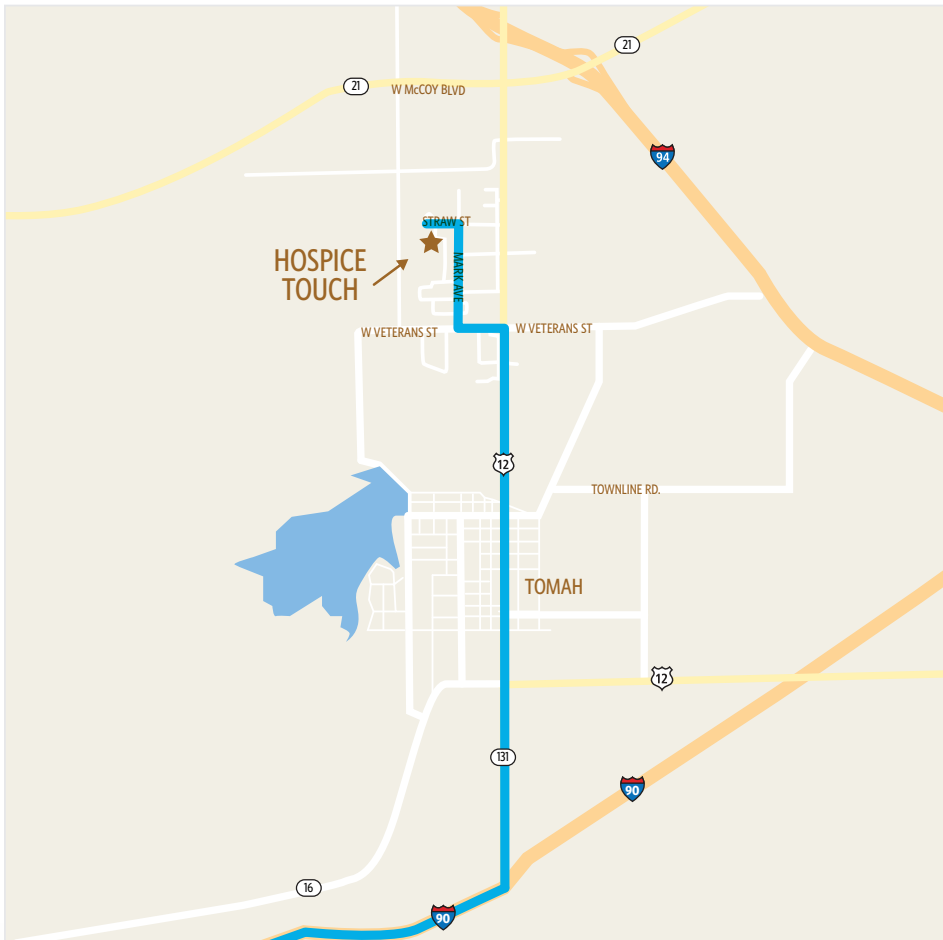 21
21
W McCOY BLVD
94
STRAW ST
HOSPICE
TOUCH
MARK AVE
W VETERANS ST
W VETERANS ST
12
TOWNLINE RD.
TOMAH
12
131
90
16
90